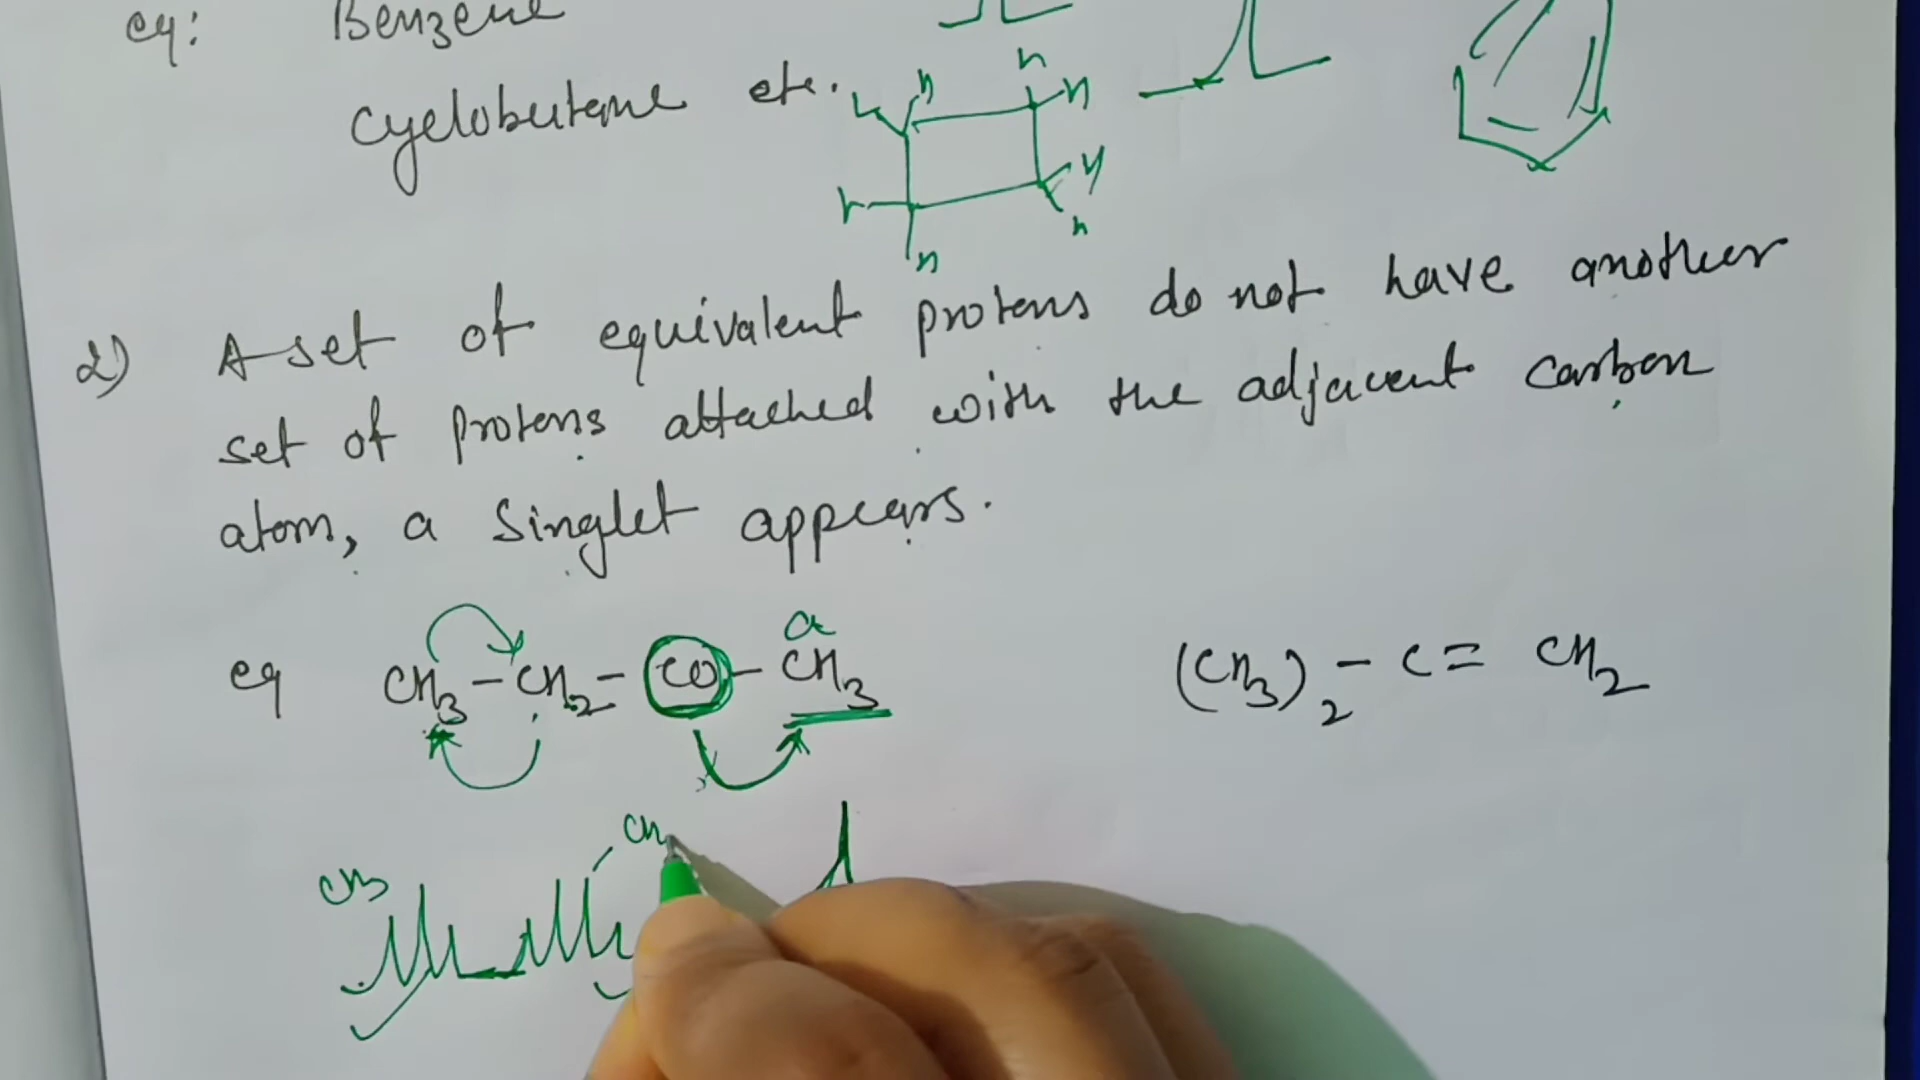 eg: Benzene
cyclobutane etc.
H H H H
H H
H H
2) A set of equivalent protons do not have another
set of protons attached with the adjacent carbon
atom, a singlet appears.
a
eg CH3 - CH2 - CO - CH3 (CH3)2 - C = CH2
CH3 CH